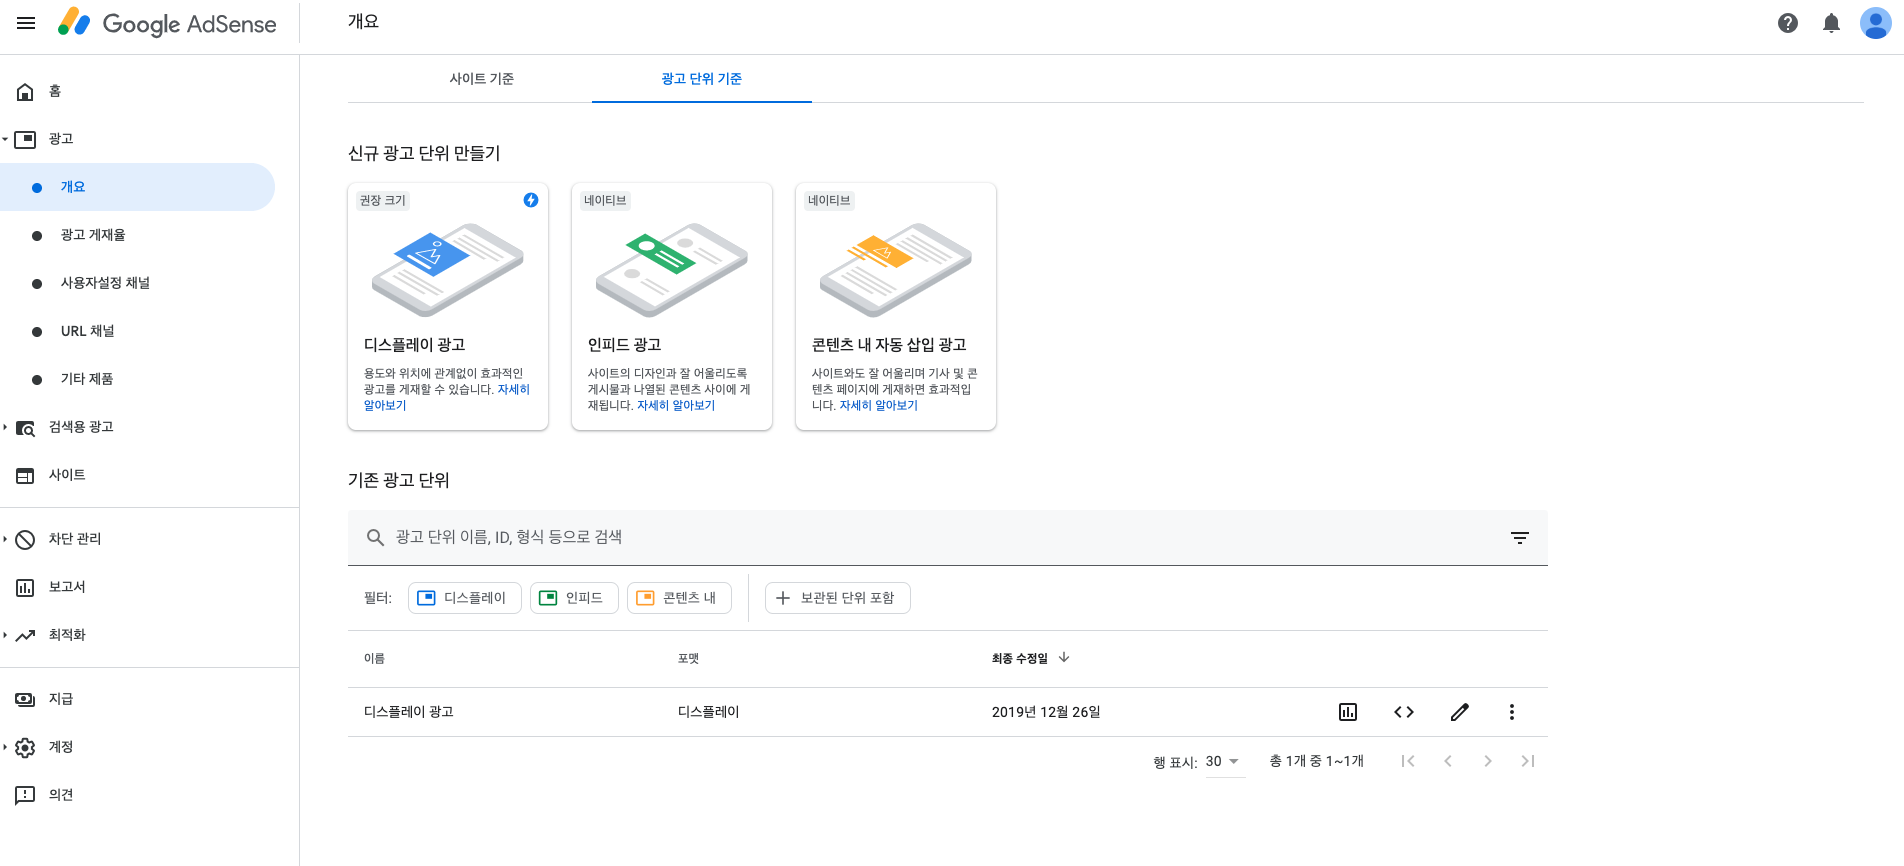 Google AdSense
개요
홈
광고
개요
광고 게재율
사용자설정 채널
URL 채널
기타 제품
검색용 광고
사이트
차단 관리
보고서
최적화
지급
계정
의견
사이트 기준
광고 단위 기준
신규 광고 단위 만들기
권장 크기
디스플레이 광고
용도와 위치에 관계없이 효과적인
광고를 게재할 수 있습니다. 자세히
알아보기
네이티브
인피드 광고
사이트의 디자인과 잘 어울리도록
게시물과 나열된 콘텐츠 사이에 게
재됩니다. 자세히 알아보기
네이티브
콘텐츠 내 자동 삽입 광고
사이트와도 잘 어울리며 기사 및 콘
텐츠 페이지에 게재하면 효과적입
니다. 자세히 알아보기
기존 광고 단위
광고 단위 이름, ID, 형식 등으로 검색
필터: 디스플레이 인피드 콘텐츠 내 보관된 단위 포함
이름 포맷 최종 수정일
디스플레이 광고 디스플레이 2019년 12월 26일
행 표시: 30 총 1개 중 1~1개